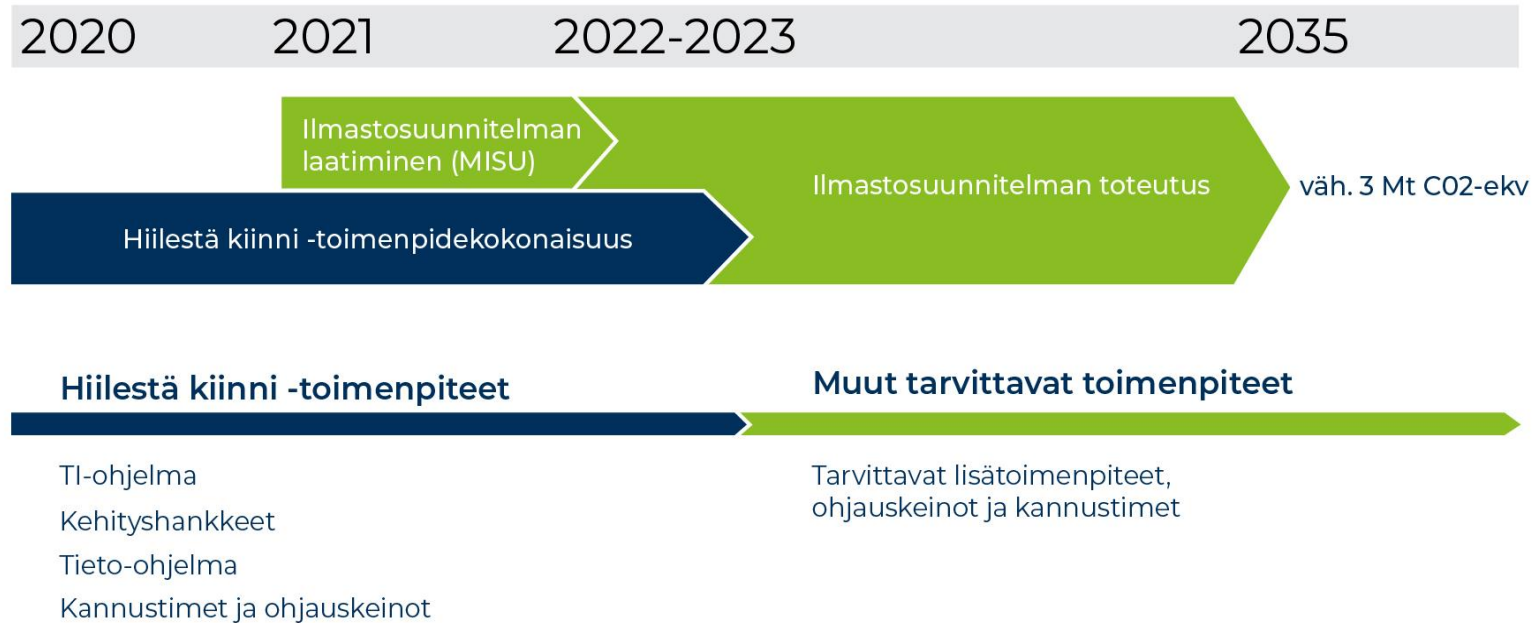 2020 2021 2022-2023 2035
Ilmastosuunnitelman
laatiminen (MISU)
Ilmastosuunnitelman toteutus
väh. 3 Mt C02-ekv
Hiilestä kiinni -toimenpidekokonaisuus
Hiilestä kiinni -toimenpiteet
TI-ohjelma
Kehityshankkeet
Tieto-ohjelma
Kannustimet ja ohjauskeinot
Muut tarvittavat toimenpiteet
Tarvittavat lisätoimenpiteet,
ohjauskeinot ja kannustimet